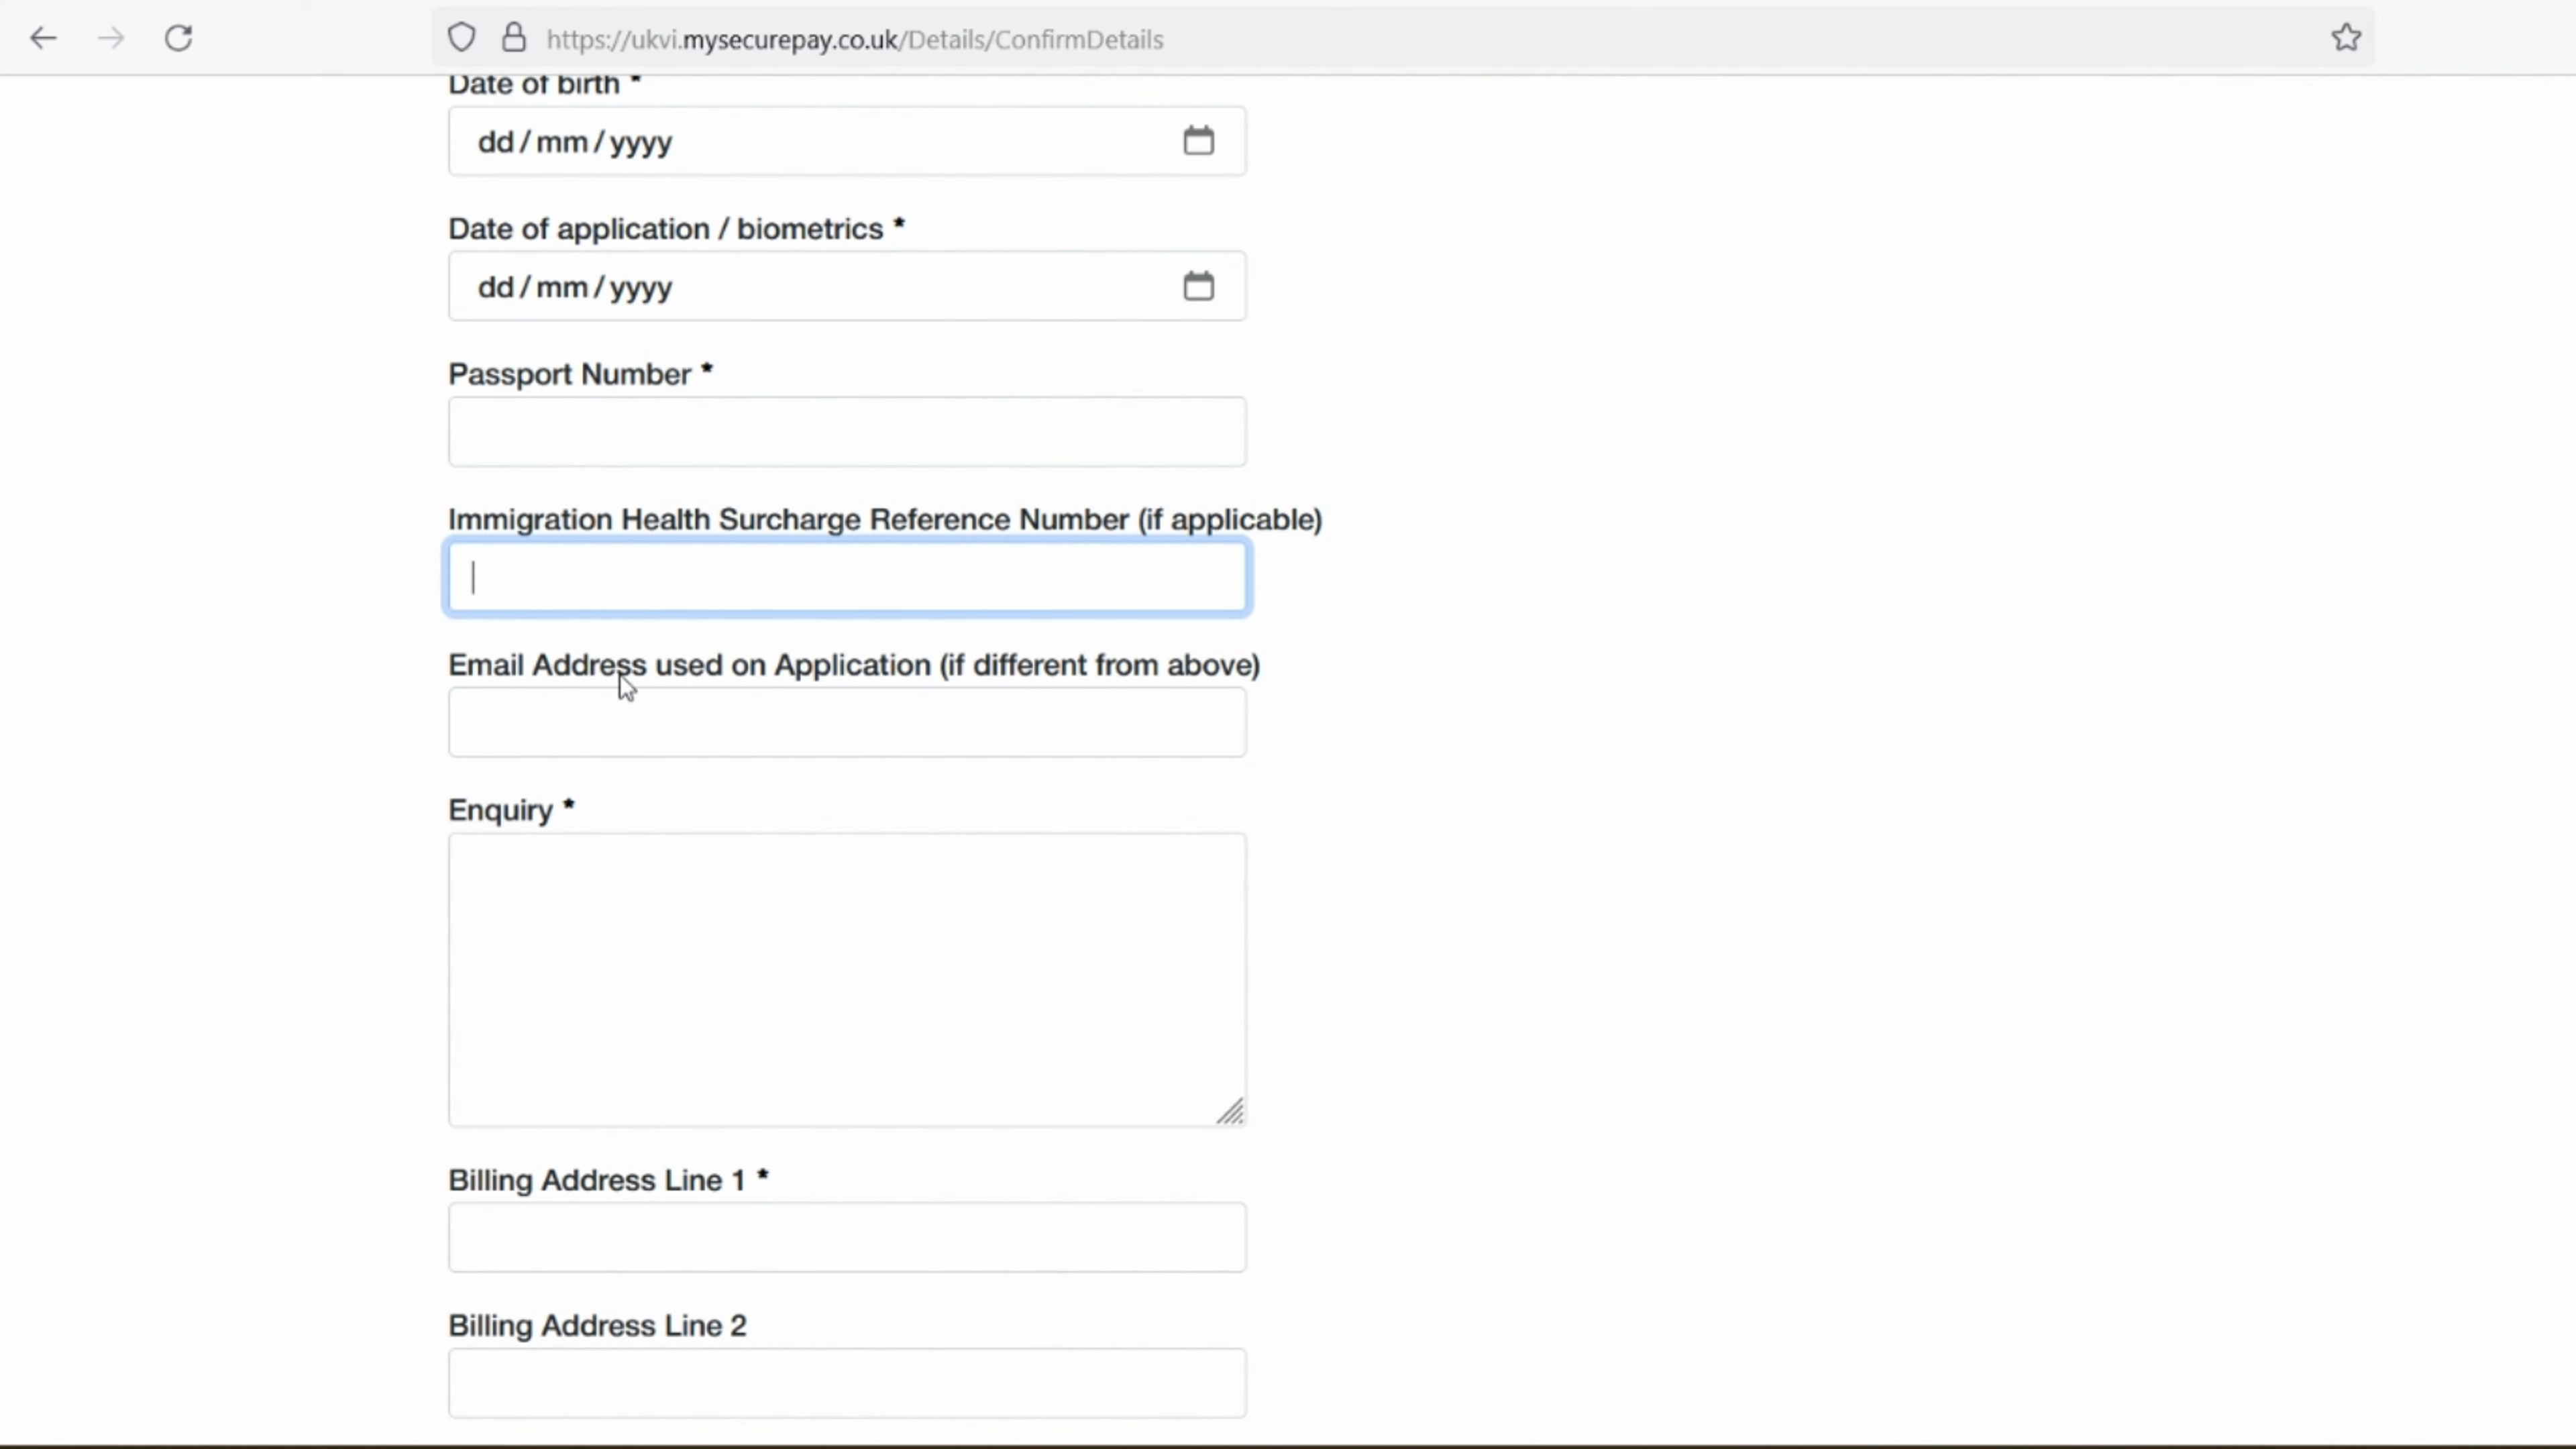 https://ukvi.mysecurepay.co.uk/Details/ConfirmDetails
Date of birth *
dd / mm / yyyy
Date of application / biometrics *
dd / mm / yyyy
Passport Number *
Immigration Health Surcharge Reference Number (if applicable)
Email Address used on Application (if different from above)
Enquiry *
Billing Address Line 1 *
Billing Address Line 2